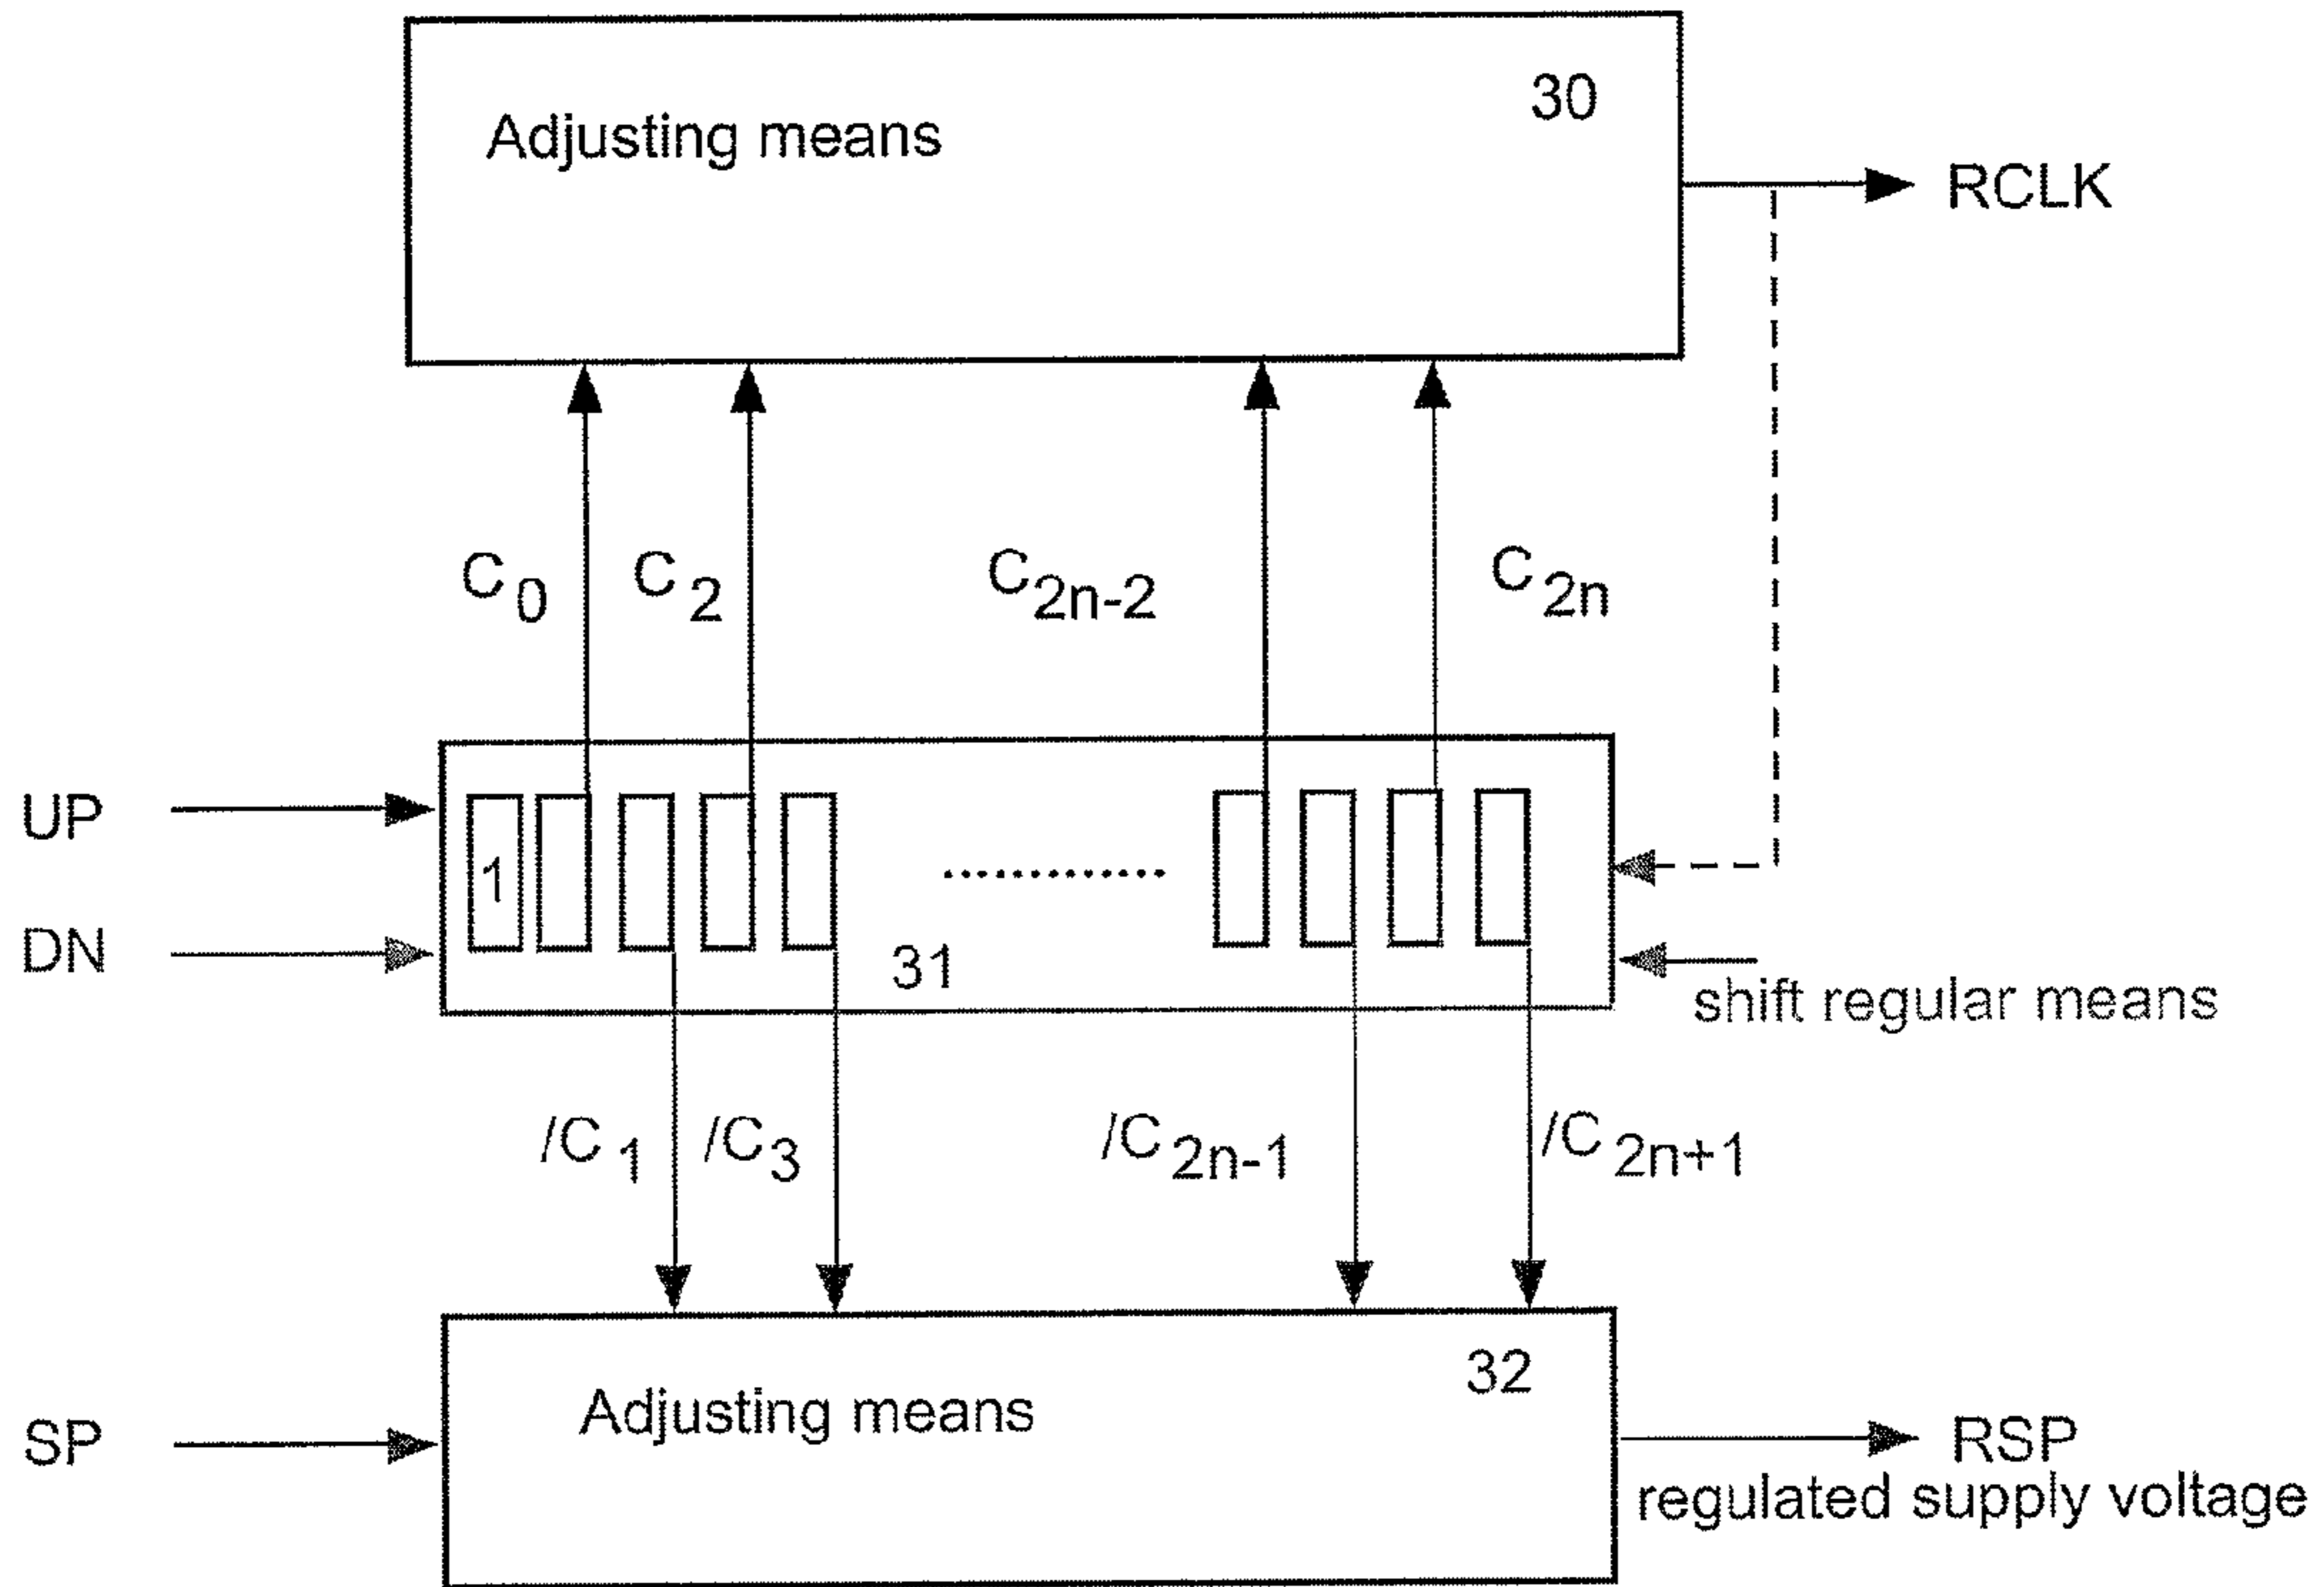 30
Adjusting means
RCLK
C0 C2 C2n-2 C2n
UP
1
DN
31
shift regular means
/C1 /C3 /C2n-1 /C2n+1
32
Adjusting means
SP
RSP
regulated supply voltage